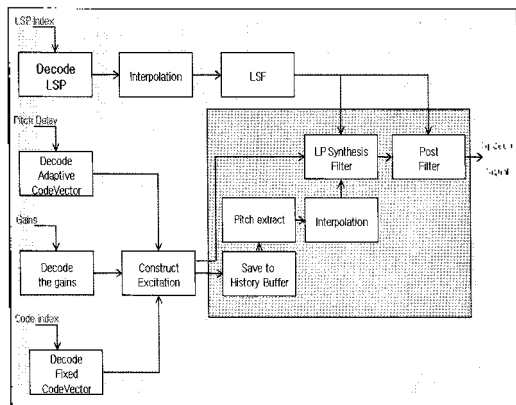 LSP Index
Decode
LSP
Interpolation
LSF
Pitch Delay
Decode
Adaptive
CodeVector
LP Synthesis
Filter
Post
Filter
Signal
Pitch extract
Interpolation
Gains
Decode
the gains
Construct
Excitation
Save to
History Buffer
Code index
Decode
Fixed
CodeVector